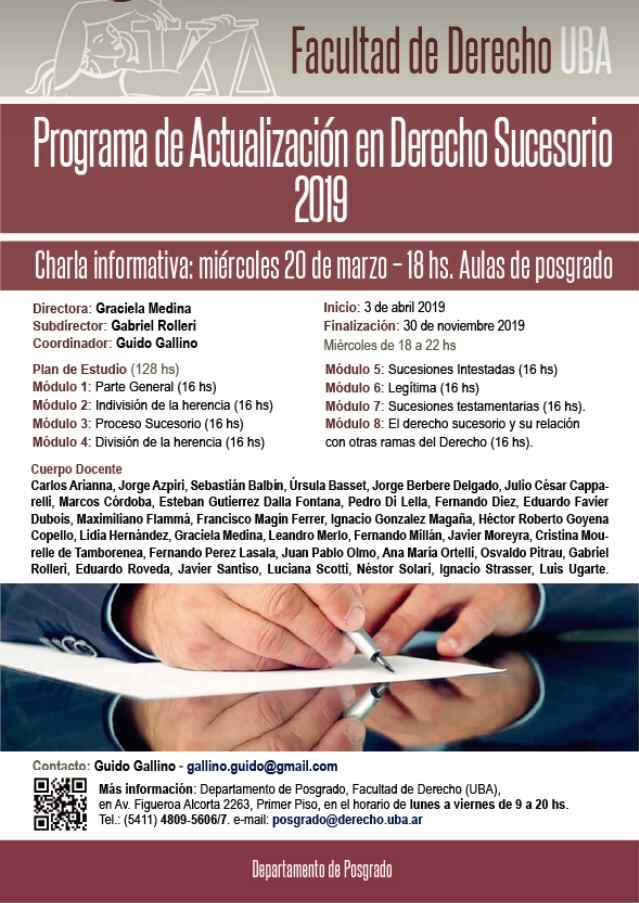 Facultad de Derecho UBA
Programa de Actualización en Derecho Sucesorio
2019
Charla informativa: miércoles 20 de marzo – 18 hs. Aulas de posgrado
Directora: Graciela Medina
Subdirector: Gabriel Rolleri
Coordinador: Guido Gallino
Inicio: 3 de abril 2019
Finalización: 30 de noviembre 2019
Miércoles de 18 a 22 hs
Plan de Estudio (128 hs)
Módulo 1: Parte General (16 hs)
Módulo 2: Indivisión de la herencia (16 hs)
Módulo 3: Proceso Sucesorio (16 hs)
Módulo 4: División de la herencia (16 hs)
Módulo 5: Sucesiones Intestadas (16 hs)
Módulo 6: Legítima (16 hs)
Módulo 7: Sucesiones testamentarias (16 hs).
Módulo 8: El derecho sucesorio y su relación
con otras ramas del Derecho (16 hs).
Cuerpo Docente
Carlos Arianna, Jorge Azpiri, Sebastián Balbín, Úrsula Basset, Jorge Berbere Delgado, Julio César Cappa-
relli, Marcos Córdoba, Esteban Gutierrez Dalla Fontana, Pedro Di Lella, Fernando Diez, Eduardo Favier
Dubois, Maximiliano Flammá, Francisco Magín Ferrer, Ignacio Gonzalez Magaña, Héctor Roberto Goyena
Copello, Lidia Hernández, Graciela Medina, Leandro Merlo, Fernando Millán, Javier Moreyra, Cristina Mou-
relle de Tamborenea, Fernando Perez Lasala, Juan Pablo Olmo, Ana María Ortelli, Osvaldo Pitrau, Gabriel
Rolleri, Eduardo Roveda, Javier Santiso, Luciana Scotti, Néstor Solari, Ignacio Strasser, Luis Ugarte.
Contacto: Guido Gallino - gallino.guido@gmail.com
Más información: Departamento de Posgrado, Facultad de Derecho (UBA),
en Av. Figueroa Alcorta 2263, Primer Piso, en el horario de lunes a viernes de 9 a 20 hs.
Tel.: (5411) 4809-5606/7. e-mail: posgrado@derecho.uba.ar
Departamento de Posgrado